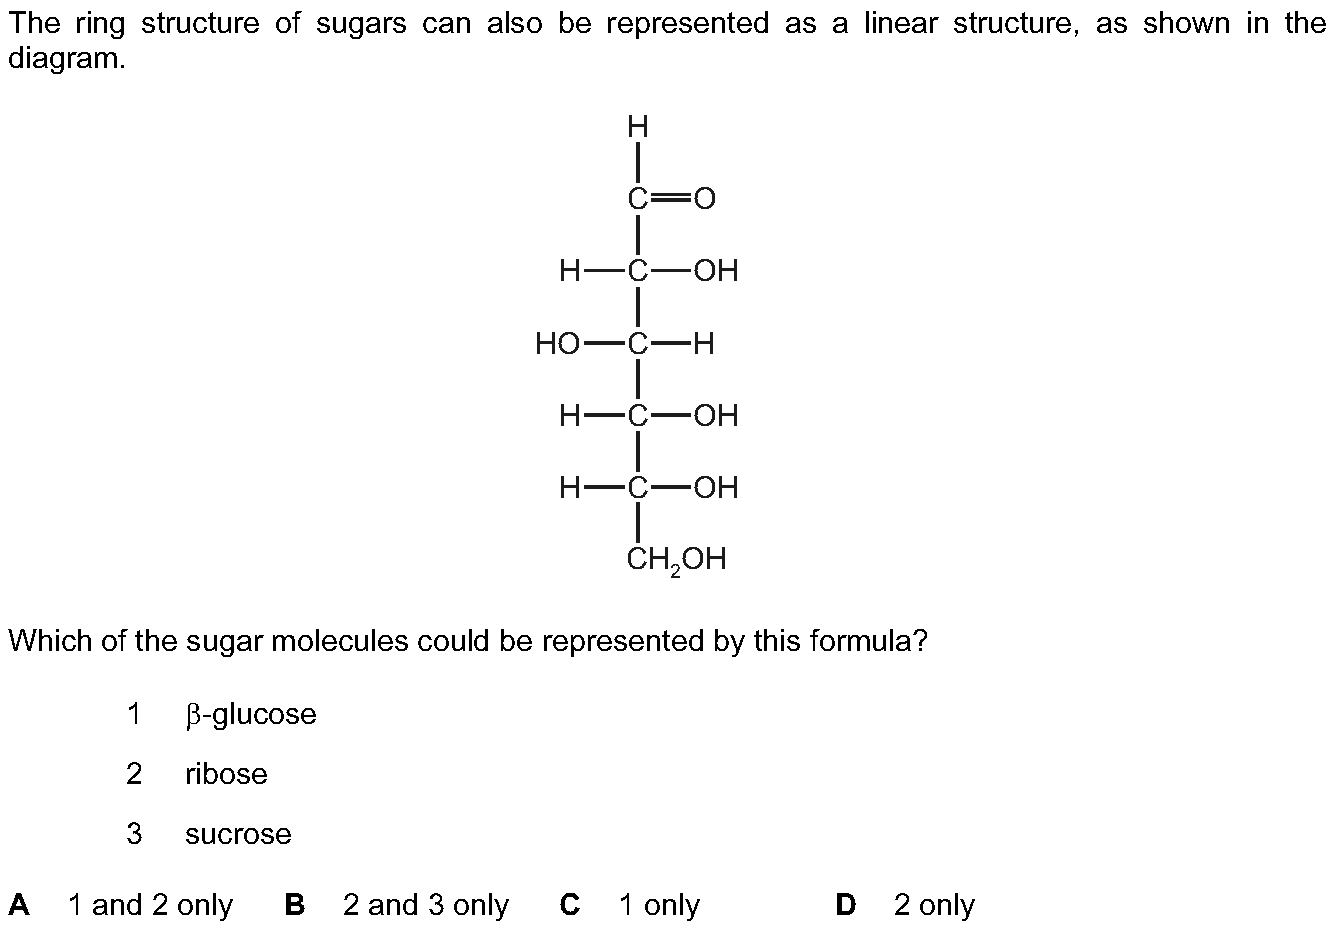 The ring structure of sugars can also be represented as a linear structure, as shown in the
diagram.
H
C=O
H—C—OH
HO—C—H
H—C—OH
H—C—OH
CH₂OH
Which of the sugar molecules could be represented by this formula?
1 β-glucose
2 ribose
3 sucrose
A 1 and 2 only B 2 and 3 only C 1 only D 2 only